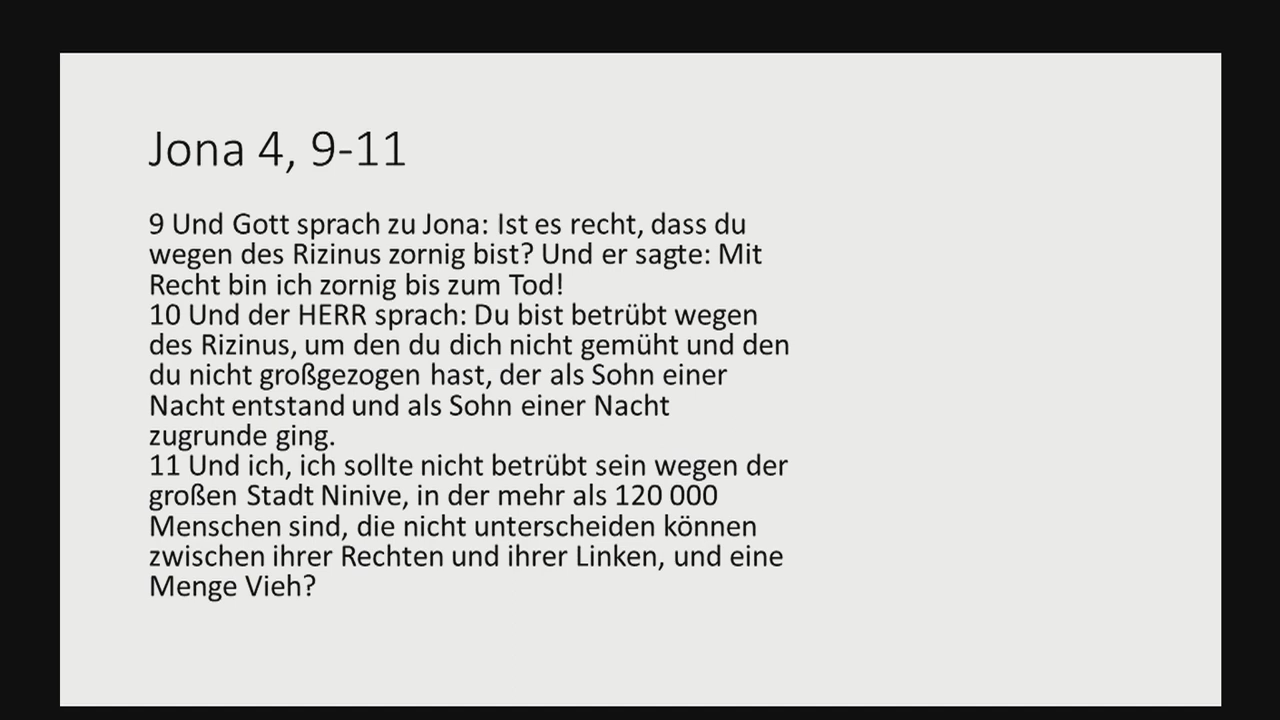 Jona 4, 9-11
9 Und Gott sprach zu Jona: Ist es recht, dass du
wegen des Rizinus zornig bist? Und er sagte: Mit
Recht bin ich zornig bis zum Tod!
10 Und der HERR sprach: Du bist betrübt wegen
des Rizinus, um den du dich nicht gemüht und den
du nicht großgezogen hast, der als Sohn einer
Nacht entstand und als Sohn einer Nacht
zugrunde ging.
11 Und ich, ich sollte nicht betrübt sein wegen der
großen Stadt Ninive, in der mehr als 120 000
Menschen sind, die nicht unterscheiden können
zwischen ihrer Rechten und ihrer Linken, und eine
Menge Vieh?